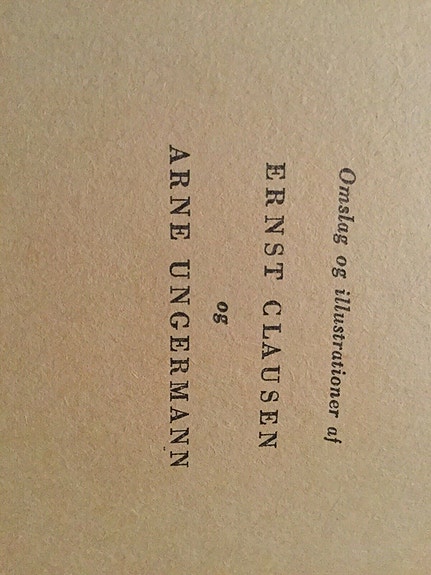 Omslag og illustrationer af
ERNST CLAUSEN
og
ARNE UNGERMANN